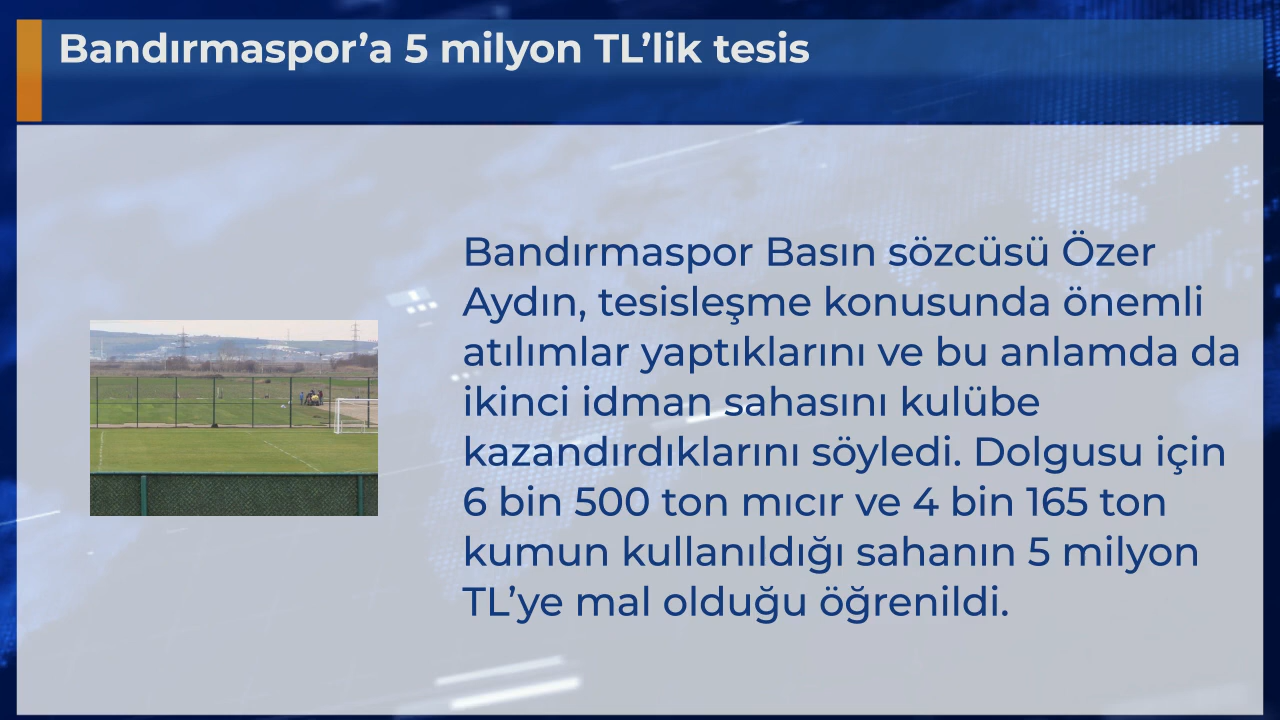 Bandırmaspor’a 5 milyon TL’lik tesis
Bandırmaspor Basın sözcüsü Özer
Aydın, tesisleşme konusunda önemli
atılımlar yaptıklarını ve bu anlamda da
ikinci idman sahasını kulübe
kazandırdıklarını söyledi. Dolgusu için
6 bin 500 ton mıcır ve 4 bin 165 ton
kumun kullanıldığı sahanın 5 milyon
TL’ye mal olduğu öğrenildi.